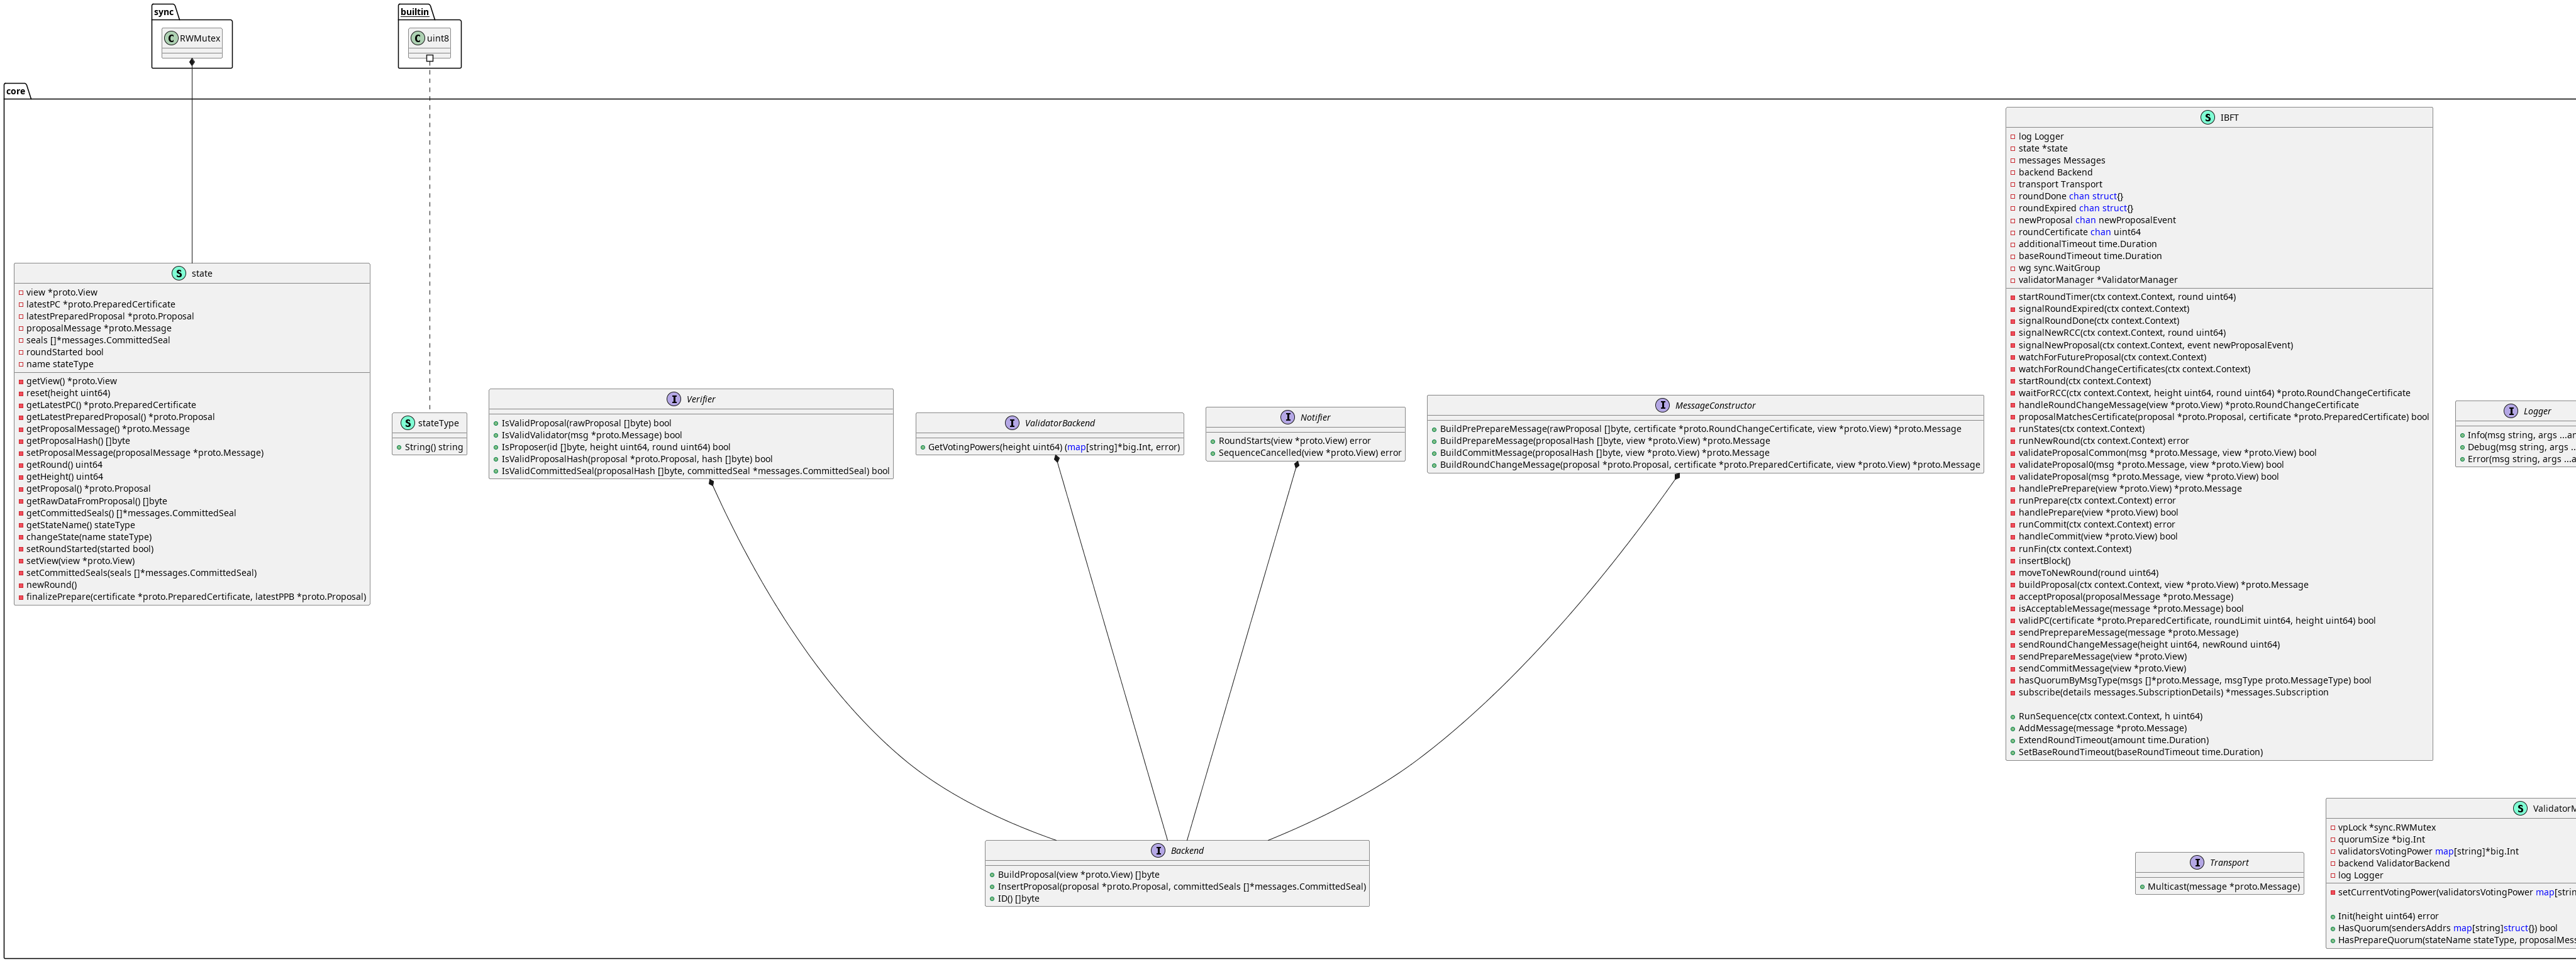 sync
RWMutex
builtin
uint8
core
state
view *proto.View
latestPC *proto.PreparedCertificate
latestPreparedProposal *proto.Proposal
proposalMessage *proto.Message
seals []*messages.CommittedSeal
roundStarted bool
name stateType
getView() *proto.View
reset(height uint64)
getLatestPC() *proto.PreparedCertificate
getLatestPreparedProposal() *proto.Proposal
getProposalMessage() *proto.Message
getProposalHash() []byte
setProposalMessage(proposalMessage *proto.Message)
getRound() uint64
getHeight() uint64
getProposal() *proto.Proposal
getRawDataFromProposal() []byte
getCommittedSeals() []*messages.CommittedSeal
getStateName() stateType
changeState(name stateType)
setRoundStarted(started bool)
setView(view *proto.View)
setCommittedSeals(seals []*messages.CommittedSeal)
newRound()
finalizePrepare(certificate *proto.PreparedCertificate, latestPPB *proto.Proposal)
stateType
String() string
Verifier
IsValidProposal(rawProposal []byte) bool
IsValidValidator(msg *proto.Message) bool
IsProposer(id []byte, height uint64, round uint64) bool
IsValidProposalHash(proposal *proto.Proposal, hash []byte) bool
IsValidCommittedSeal(proposalHash []byte, committedSeal *messages.CommittedSeal) bool
ValidatorBackend
GetVotingPowers(height uint64) (map[string]*big.Int, error)
Notifier
RoundStarts(view *proto.View) error
SequenceCancelled(view *proto.View) error
MessageConstructor
BuildPrePrepareMessage(rawProposal []byte, certificate *proto.RoundChangeCertificate, view *proto.View) *proto.Message
BuildPrepareMessage(proposalHash []byte, view *proto.View) *proto.Message
BuildCommitMessage(proposalHash []byte, view *proto.View) *proto.Message
BuildRoundChangeMessage(proposal *proto.Proposal, certificate *proto.PreparedCertificate, view *proto.View) *proto.Message
IBFT
log Logger
state *state
messages Messages
backend Backend
transport Transport
roundDone chan struct{}
roundExpired chan struct{}
newProposal chan newProposalEvent
roundCertificate chan uint64
additionalTimeout time.Duration
baseRoundTimeout time.Duration
wg sync.WaitGroup
validatorManager *ValidatorManager
startRoundTimer(ctx context.Context, round uint64)
signalRoundExpired(ctx context.Context)
signalRoundDone(ctx context.Context)
signalNewRCC(ctx context.Context, round uint64)
signalNewProposal(ctx context.Context, event newProposalEvent)
watchForFutureProposal(ctx context.Context)
watchForRoundChangeCertificates(ctx context.Context)
startRound(ctx context.Context)
waitForRCC(ctx context.Context, height uint64, round uint64) *proto.RoundChangeCertificate
handleRoundChangeMessage(view *proto.View) *proto.RoundChangeCertificate
proposalMatchesCertificate(proposal *proto.Proposal, certificate *proto.PreparedCertificate) bool
runStates(ctx context.Context)
runNewRound(ctx context.Context) error
validateProposalCommon(msg *proto.Message, view *proto.View) bool
validateProposal0(msg *proto.Message, view *proto.View) bool
validateProposal(msg *proto.Message, view *proto.View) bool
handlePrePrepare(view *proto.View) *proto.Message
runPrepare(ctx context.Context) error
handlePrepare(view *proto.View) bool
runCommit(ctx context.Context) error
handleCommit(view *proto.View) bool
runFin(ctx context.Context)
insertBlock()
moveToNewRound(round uint64)
buildProposal(ctx context.Context, view *proto.View) *proto.Message
acceptProposal(proposalMessage *proto.Message)
isAcceptableMessage(message *proto.Message) bool
validPC(certificate *proto.PreparedCertificate, roundLimit uint64, height uint64) bool
sendPreprepareMessage(message *proto.Message)
sendRoundChangeMessage(height uint64, newRound uint64)
sendPrepareMessage(view *proto.View)
sendCommitMessage(view *proto.View)
hasQuorumByMsgType(msgs []*proto.Message, msgType proto.MessageType) bool
subscribe(details messages.SubscriptionDetails) *messages.Subscription
RunSequence(ctx context.Context, h uint64)
AddMessage(message *proto.Message)
ExtendRoundTimeout(amount time.Duration)
SetBaseRoundTimeout(baseRoundTimeout time.Duration)
Logger
Info(msg string, args ...
Debug(msg string, args ..
Error(msg string, args ...
Backend
BuildProposal(view *proto.View) []byte
InsertProposal(proposal *proto.Proposal, committedSeals []*messages.CommittedSeal)
ID() []byte
Transport
Multicast(message *proto.Message)
vpLock *sync.RWMutex
quorumSize *big.Int
validatorsVotingPower map[string]*big.Int
backend ValidatorBackend
log Logger
setCurrentVotingPower(validatorsVotingPower
Init(height uint64) error
HasQuorum(sendersAddrs map[string]struct{}) bool
HasPrepareQuorum(stateName stateType,